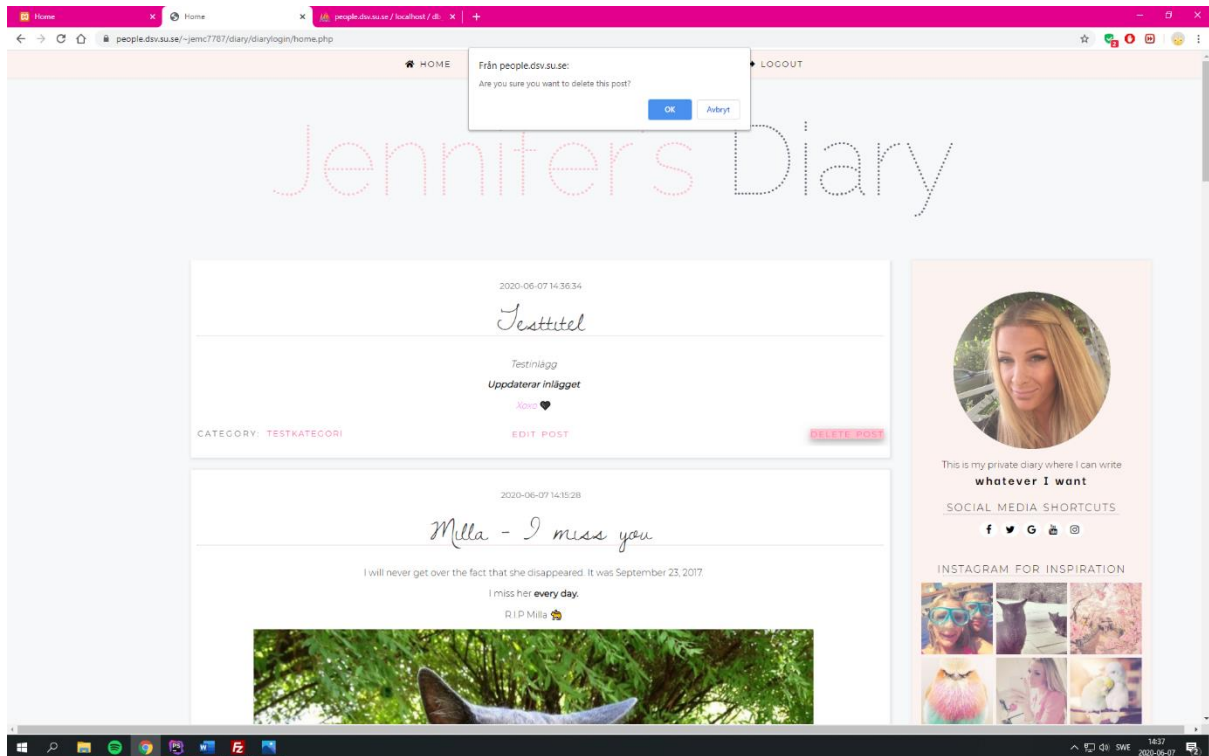 Home
Home
people.dsv.su.se / localhost / db
people.dsv.su.se/~jemc7787/diary/diarylogin/home.php
HOME
LOGOUT
Från people.dsv.su.se:
Are you sure you want to delete this post?
OK
Avbryt
Jennifer's Diary
2020-06-07 14:36:34
Testtitel
Testinlägg
Uppdaterar inlägget
Xoxo
CATEGORY: TESTKATEGORI
EDIT POST
DELETE POST
2020-06-07 14:15:28
Milla - I miss you
I will never get over the fact that she disappeared. It was September 23, 2017.
I miss her every day.
R.I.P Milla
This is my private diary where I can write
whatever I want
SOCIAL MEDIA SHORTCUTS
INSTAGRAM FOR INSPIRATION
SWE
14:37
2020-06-07